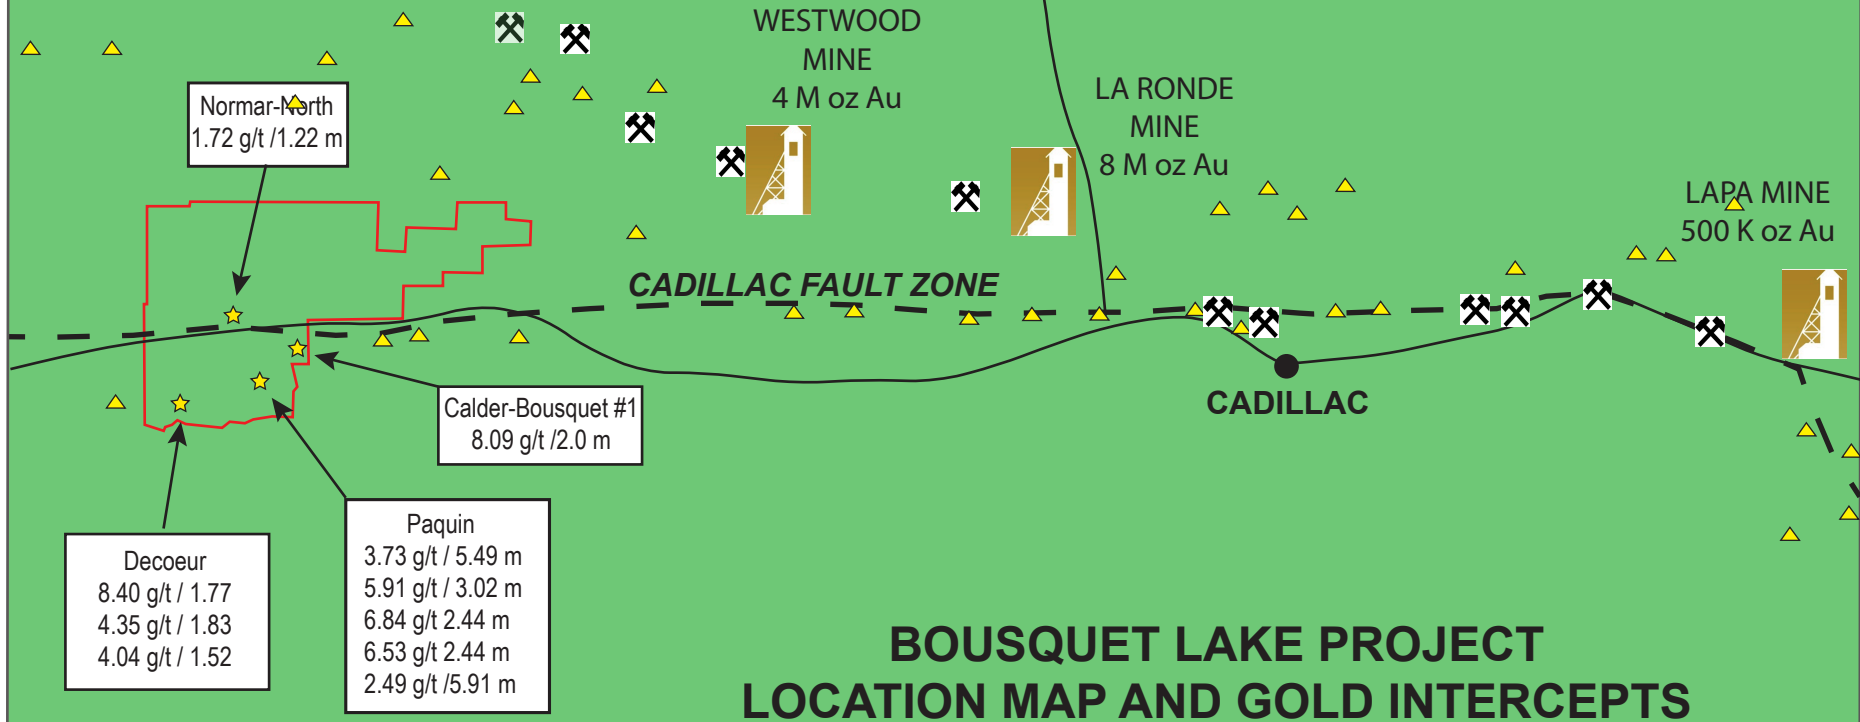 WESTWOOD
MINE
4 M oz Au
LA RONDE
MINE
8 M oz Au
LAPA MINE
500 K oz Au
Normar-North
1.72 g/t /1.22 m
CADILLAC FAULT ZONE
CADILLAC
Calder-Bousquet #1
8.09 g/t /2.0 m
Decoeur
8.40 g/t / 1.77
4.35 g/t / 1.83
4.04 g/t / 1.52
Paquin
3.73 g/t / 5.49 m
5.91 g/t / 3.02 m
6.84 g/t 2.44 m
6.53 g/t 2.44 m
2.49 g/t /5.91 m
BOUSQUET LAKE PROJECT
LOCATION MAP AND GOLD INTERCEPTS